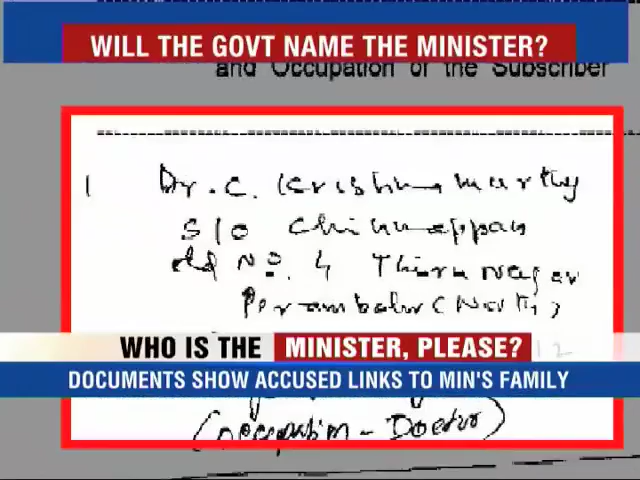 WILL THE GOVT NAME THE MINISTER?
and Occupation of the Subscriber
1 Dr. C. Krishnamurthy
S/O Chinnappan
old No. 4 Thiru Nagar
Perambalur (North)
12
WHO IS THE MINISTER, PLEASE?
DOCUMENTS SHOW ACCUSED LINKS TO MIN'S FAMILY
(occupation - Doctor)